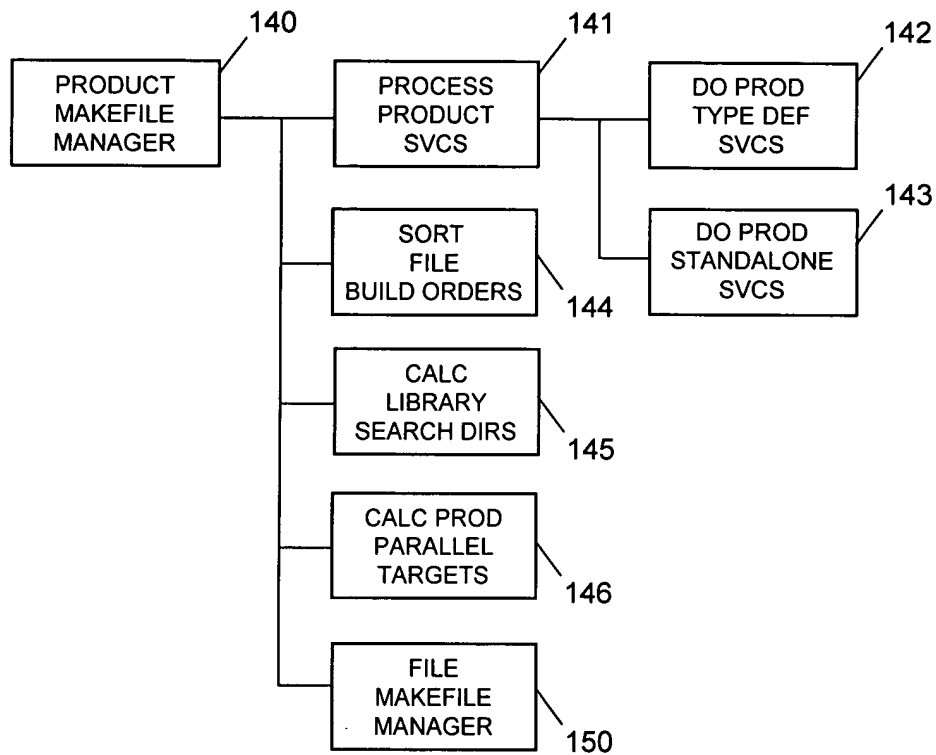 140
PRODUCT
MAKEFILE
MANAGER
141
PROCESS
PRODUCT
SVCS
142
DO PROD
TYPE DEF
SVCS
143
DO PROD
STANDALONE
SVCS
SORT
FILE
BUILD ORDERS
144
CALC
LIBRARY
SEARCH DIRS
145
CALC PROD
PARALLEL
TARGETS
146
FILE
MAKEFILE
MANAGER
150